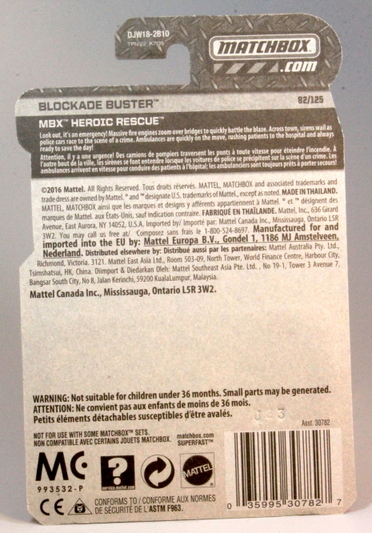 DJW18-2B10
MATCHBOX
.com
BLOCKADE BUSTER™ 82/125
MBX™ HEROIC RESCUE™
Look out, it's an emergency! Massive fire engines zoom over bridges to quickly battle the blaze. Across town, sirens wail as
police cars race to the scene of a crime. Ambulances are quickly on the move, rushing patients to the hospital and always
ready to save the day!
Attention, il y a une urgence! Des camions de pompiers traversent les ponts à toute vitesse pour éteindre l'incendie. À
l'autre bout de la ville, les sirènes se font entendre lorsque les voitures de police se précipitent sur la scène d'un crime. Les
ambulances arrivent en vitesse pour conduire des patients à l'hôpital; les ambulanciers sont toujours prêts à porter secours!
©2016 Mattel. All Rights Reserved. Tous droits réservés. MATTEL, MATCHBOX and associated trademarks and
trade dress are owned by Mattel. ® and ™ designate U.S. trademarks of Mattel, except as noted. MADE IN THAILAND.
MATTEL, MATCHBOX ainsi que les marques et designs y afférents appartiennent à Mattel. ® et ™ désignent des
marques de Mattel aux États-Unis, sauf indication contraire. FABRIQUÉ EN THAÏLANDE. Mattel, Inc., 636 Girard
Avenue, East Aurora, NY 14052, U.S.A. Imported by/ Importé par: Mattel Canada Inc., Mississauga, Ontario L5R
3W2. You may call us free at/ Composez sans frais le 1-800-524-8697. Manufactured for and
imported into the EU by: Mattel Europa B.V., Gondel 1, 1186 MJ Amstelveen,
Nederland. Distributed elsewhere by: Distribué aussi par les partenaires: Mattel Australia Pty. Ltd.,
Richmond, Victoria. 3121. Mattel East Asia Ltd., Room 503-09, North Tower, World Finance Centre, Harbour City,
Tsimshatsui, HK, China. Diimport & Diedarkan Oleh: Mattel Southeast Asia Pte. Ltd., No 19-1, Tower 3 Avenue 7,
Bangsar South City, No 8, Jalan Kerinchi, 59200 Kuala Lumpur, Malaysia.
Mattel Canada Inc., Mississauga, Ontario L5R 3W2.
WARNING: Not suitable for children under 36 months. Small parts may be generated.
ATTENTION: Ne convient pas aux enfants de moins de 36 mois.
Petits éléments détachables susceptibles d'être avalés.
Asst. 30782
NOT FOR USE WITH SOME MATCHBOX™ SETS.
NON COMPATIBLE AVEC CERTAINS JOUETS MATCHBOX.
matchbox.com
SUPERFAST™
MC
993532-P
?
service.mattel.com
MATTEL
CE CONFORMS TO / CONFORME AUX NORMES
DE SÉCURITÉ DE L'ASTM F963.
0 35995 30782 7